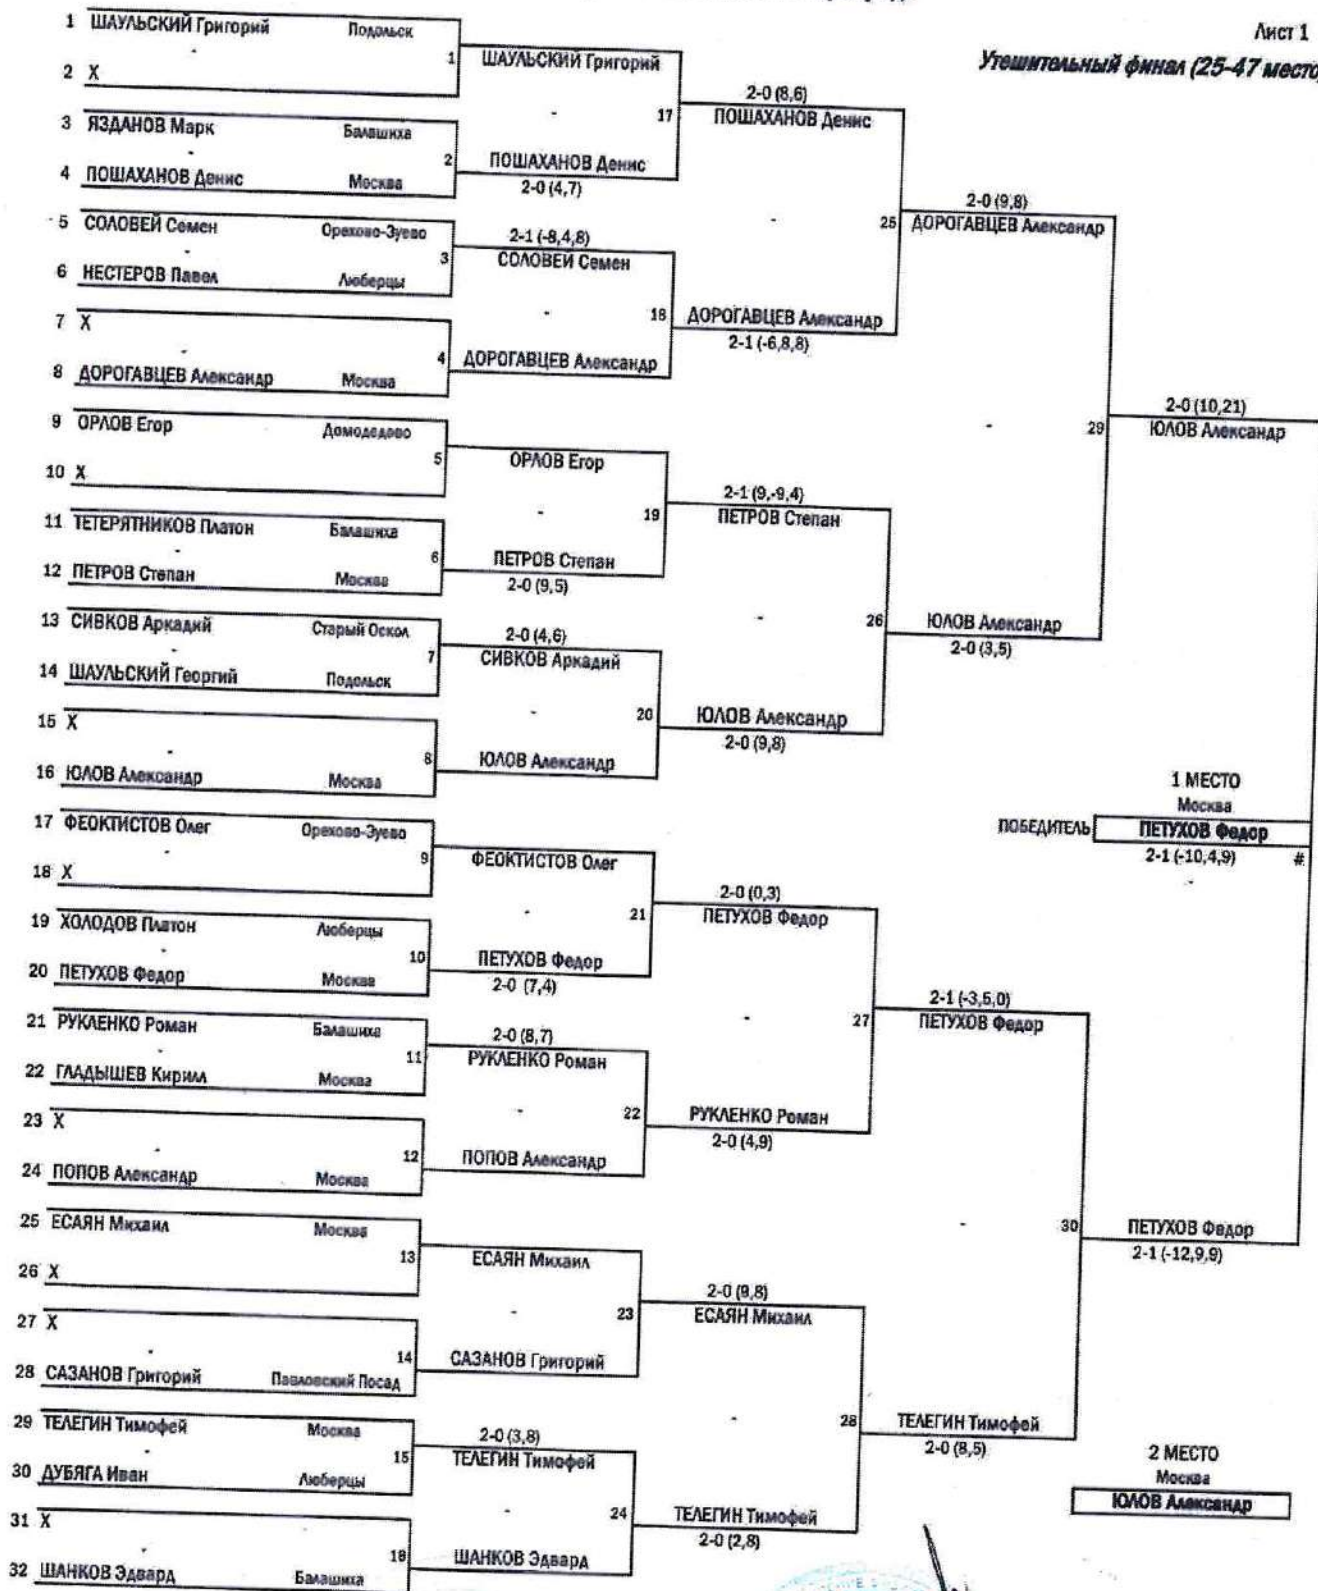 Лист 1
Утешительный финал (25-47 место)
1 ШАУЛЬСКИЙ Григорий Подольск
1 ШАУЛЬСКИЙ Григорий
2 X
2-0 (8,6)
17 ПОШАХАНОВ Денис
3 ЯЗДАНОВ Марк Балашиха
2 ПОШАХАНОВ Денис
4 ПОШАХАНОВ Денис Москва
2-0 (4,7)
2-0 (9,8)
25 ДОРОГАВЦЕВ Александр
5 СОЛОВЕЙ Семен Орехово-Зуево
2-1 (-8,4,8)
3 СОЛОВЕЙ Семен
6 НЕСТЕРОВ Павел Люберцы
18 ДОРОГАВЦЕВ Александр
2-1 (-6,8,8)
7 X
4 ДОРОГАВЦЕВ Александр
8 ДОРОГАВЦЕВ Александр Москва
2-0 (10,21)
29 ЮЛОВ Александр
9 ОРЛОВ Егор Домодедово
5 ОРЛОВ Егор
10 X
2-1 (9,-9,4)
19 ПЕТРОВ Степан
11 ТЕТЕРЯТНИКОВ Платон Балашиха
6 ПЕТРОВ Степан
12 ПЕТРОВ Степан Москва
2-0 (9,5)
13 СИВКОВ Аркадий Старый Оскол
2-0 (4,6)
26 ЮЛОВ Александр
2-0 (3,5)
7 СИВКОВ Аркадий
14 ШАУЛЬСКИЙ Георгий Подольск
20 ЮЛОВ Александр
2-0 (9,8)
15 X
8 ЮЛОВ Александр
16 ЮЛОВ Александр Москва
1 МЕСТО
Москва
ПОБЕДИТЕЛЬ ПЕТУХОВ Федор
2-1 (-10,4,9) #
17 ФЕОКТИСТОВ Олег Орехово-Зуево
9 ФЕОКТИСТОВ Олег
18 X
2-0 (0,3)
21 ПЕТУХОВ Федор
19 ХОЛОДОВ Платон Люберцы
10 ПЕТУХОВ Федор
20 ПЕТУХОВ Федор Москва
2-0 (7,4)
2-1 (-3,5,0)
27 ПЕТУХОВ Федор
21 РУКЛЕНКО Роман Балашиха
2-0 (8,7)
11 РУКЛЕНКО Роман
22 ГЛАДЫШЕВ Кирилл Москва
22 РУКЛЕНКО Роман
2-0 (4,9)
23 X
12 ПОПОВ Александр
24 ПОПОВ Александр Москва
30 ПЕТУХОВ Федор
2-1 (-12,9,9)
25 ЕСАЯН Михаил Москва
13 ЕСАЯН Михаил
26 X
2-0 (9,8)
23 ЕСАЯН Михаил
27 X
14 САЗАНОВ Григорий
28 САЗАНОВ Григорий Павловский Посад
28 ТЕЛЕГИН Тимофей
2-0 (8,5)
29 ТЕЛЕГИН Тимофей Москва
2-0 (3,8)
15 ТЕЛЕГИН Тимофей
30 ДУБЯГА Иван Люберцы
2 МЕСТО
Москва
ЮЛОВ Александр
24 ТЕЛЕГИН Тимофей
2-0 (2,8)
31 X
16 ШАНКОВ Эдвард
32 ШАНКОВ Эдвард Балашиха